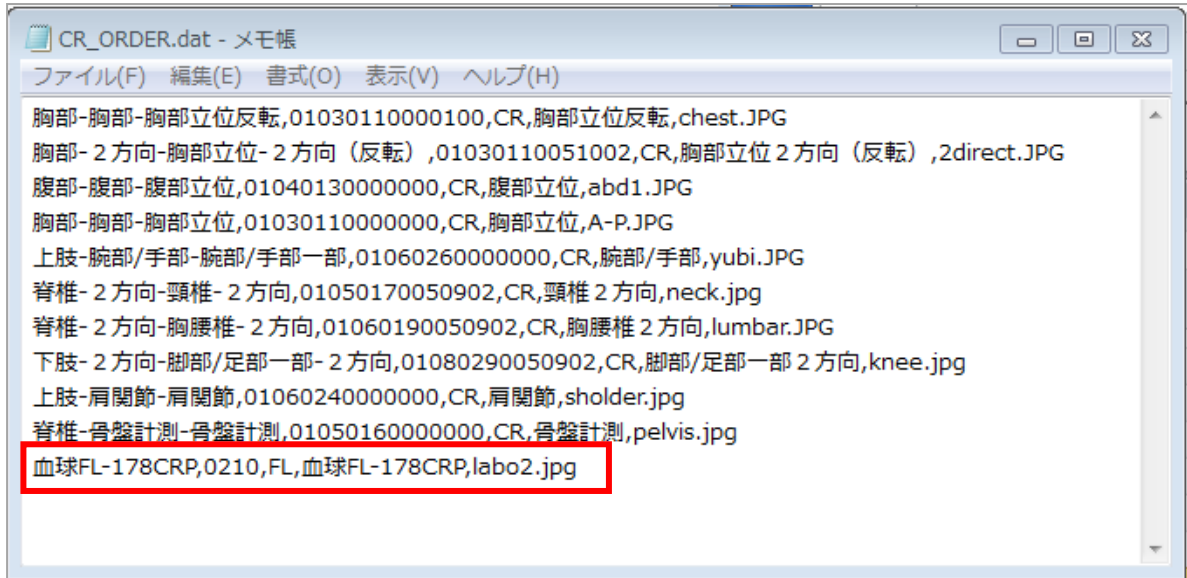 CR_ORDER.dat - メモ帳
ファイル(F) 編集(E) 書式(O) 表示(V) ヘルプ(H)
胸部-胸部-胸部立位反転,01030110000100,CR,胸部立位反転,chest.JPG
胸部-２方向-胸部立位-２方向（反転）,01030110051002,CR,胸部立位２方向（反転）,2direct.JPG
腹部-腹部-腹部立位,01040130000000,CR,腹部立位,abd1.JPG
胸部-胸部-胸部立位,01030110000000,CR,胸部立位,A-P.JPG
上肢-腕部/手部-腕部/手部一部,01060260000000,CR,腕部/手部,yubi.JPG
脊椎-２方向-頸椎-２方向,01050170050902,CR,頸椎２方向,neck.jpg
脊椎-２方向-胸腰椎-２方向,01060190050902,CR,胸腰椎２方向,lumbar.JPG
下肢-２方向-脚部/足部一部-２方向,01080290050902,CR,脚部/足部一部２方向,knee.jpg
上肢-肩関節-肩関節,01060240000000,CR,肩関節,sholder.jpg
脊椎-骨盤計測-骨盤計測,01050160000000,CR,骨盤計測,pelvis.jpg
血球FL-178CRP,0210,FL,血球FL-178CRP,labo2.jpg